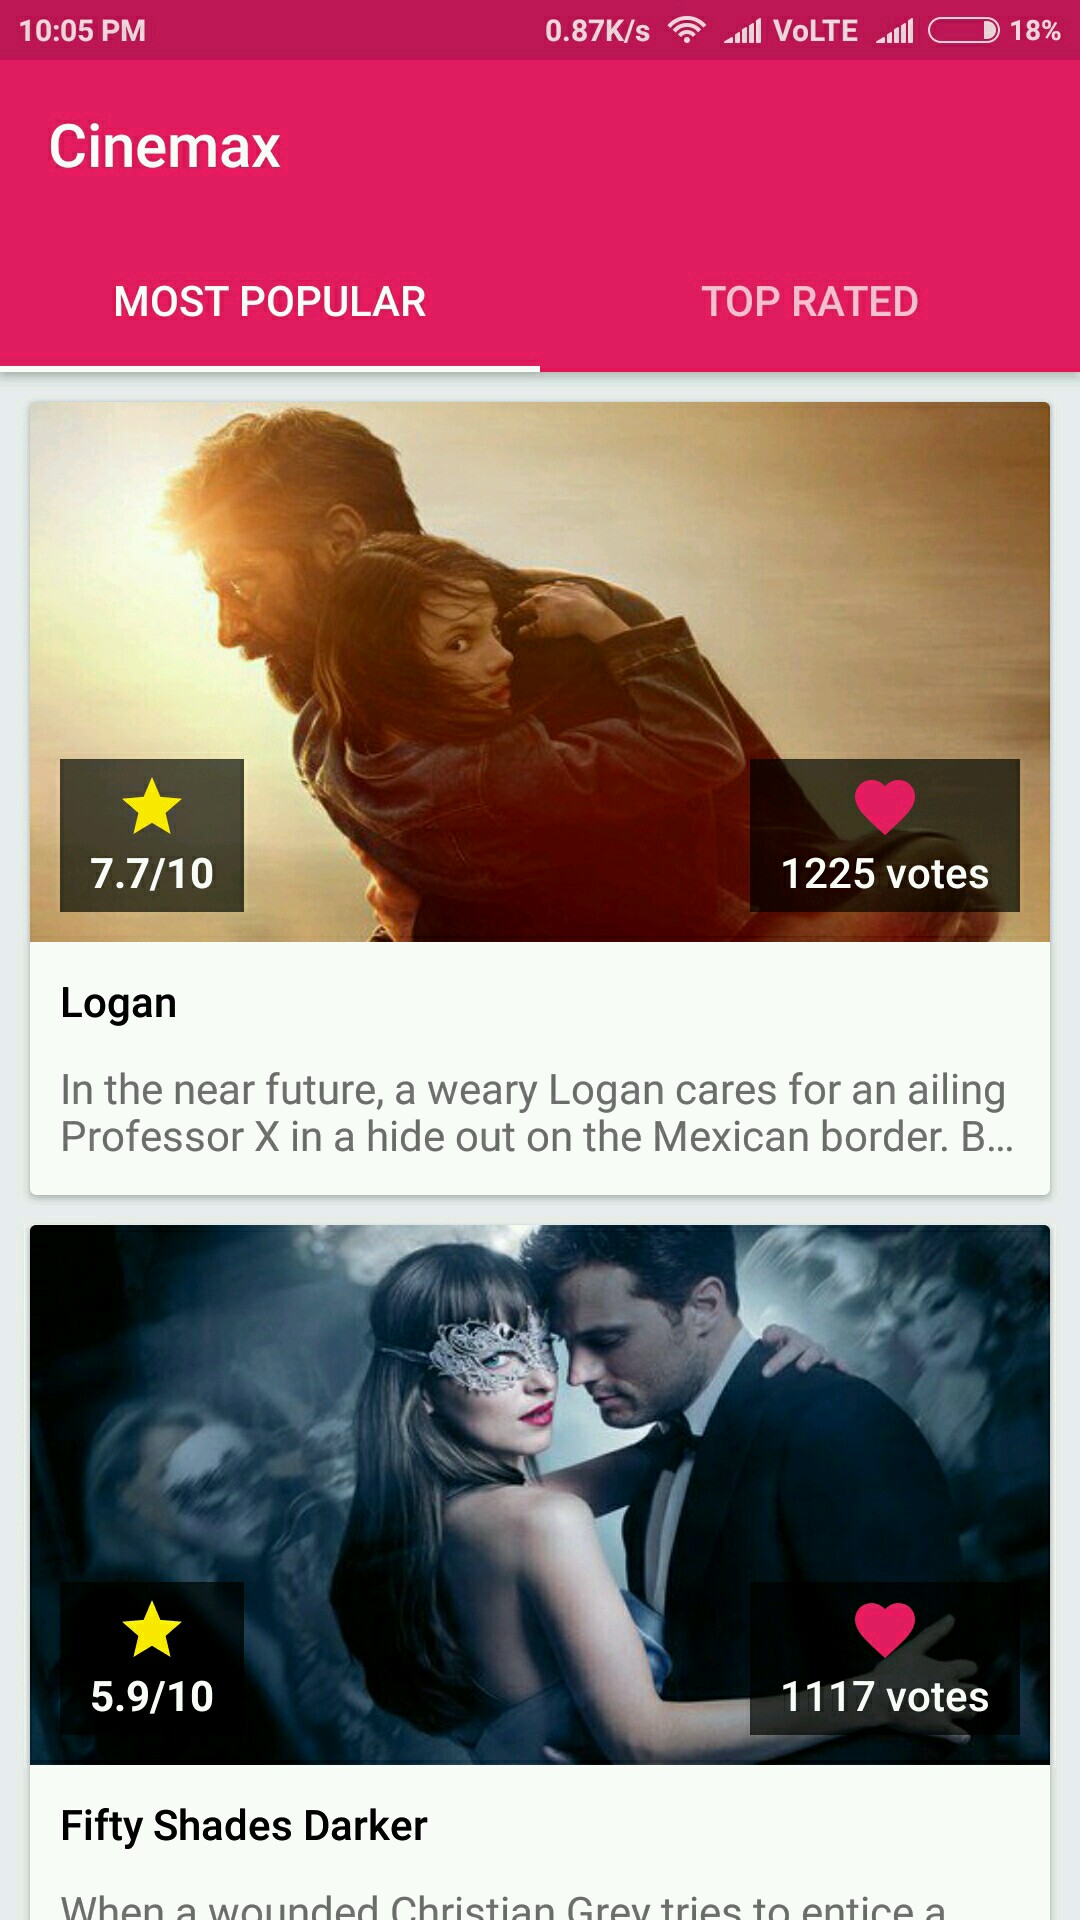 10:05 PM 0.87K/s VoLTE 18%
Cinemax
MOST POPULAR TOP RATED
7.7/10 1225 votes
Logan
In the near future, a weary Logan cares for an ailing
Professor X in a hide out on the Mexican border. B...
5.9/10 1117 votes
Fifty Shades Darker
When a wounded Christian Grey tries to entice a